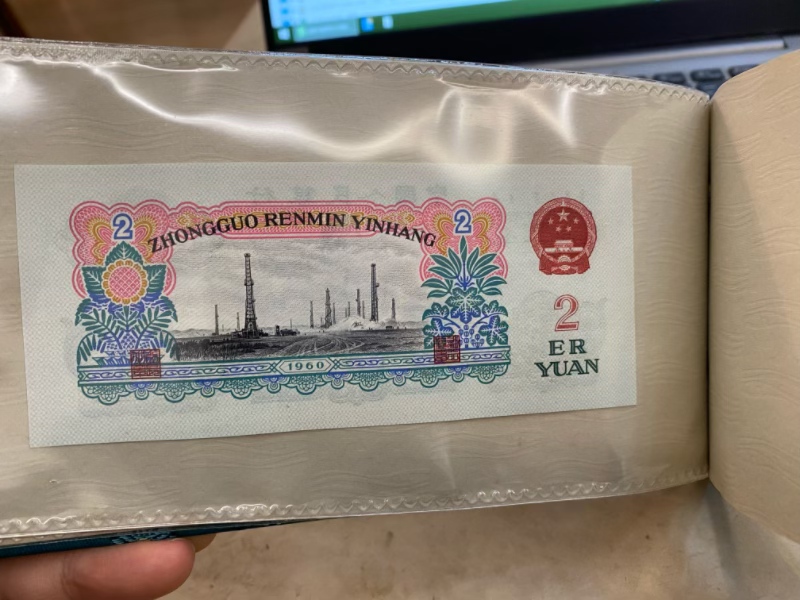 2
ZHONGGUO RENMIN YINHANG
2
1960
2
ER
YUAN